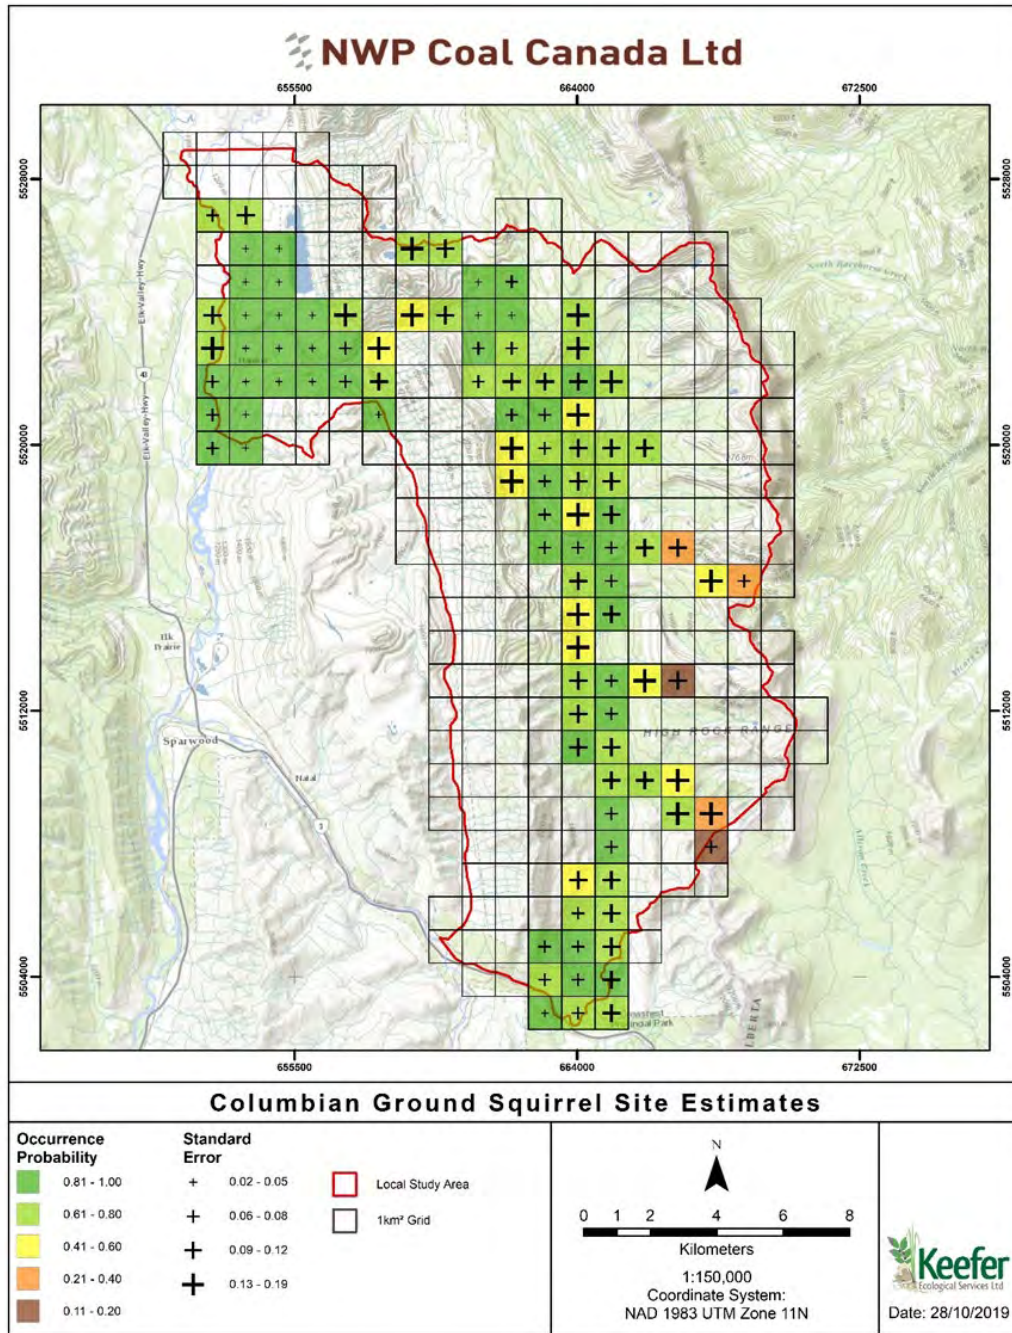 NWP Coal Canada Ltd
655500 664000 672500
5528000 5528000
Elk-Valley-Hwy
43
5520000 5520000
Elk-Valley-Hwy
Elk
Prairie
5512000 5512000
Sparwood
HIGH ROCK RANGE
Natal
3
5504000 5504000
Provincial Park
655500 664000 672500
Columbian Ground Squirrel Site Estimates
Occurrence
Probability
0.81 - 1.00
0.61 - 0.80
0.41 - 0.60
0.21 - 0.40
0.11 - 0.20
Standard
Error
0.02 - 0.05
0.06 - 0.08
0.09 - 0.12
0.13 - 0.19
Local Study Area
1km² Grid
N
0 1 2 4 6 8
Kilometers
1:150,000
Coordinate System:
NAD 1983 UTM Zone 11N
Keefer
Ecological Services Ltd
Date: 28/10/2019